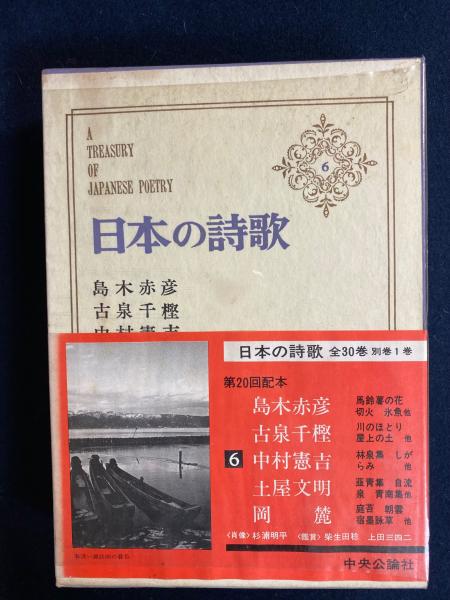 A
TREASURY
OF
JAPANESE POETRY
6
日本の詩歌
島木赤彦
古泉千樫
中村憲吉
日本の詩歌 全30巻 別巻1巻
第20回配本
島木赤彦 馬鈴薯の花
切火 氷魚他
古泉千樫 川のほとり
屋上の土 他
6 中村憲吉 林泉集 しが
らみ 他
土屋文明 韮青集 自流
泉 青南集他
岡麓 庭苔 朝雲
宿墨詠草 他
〈肖像〉杉浦明平 〈鑑賞〉柴生田稔 上田三四二
中央公論社